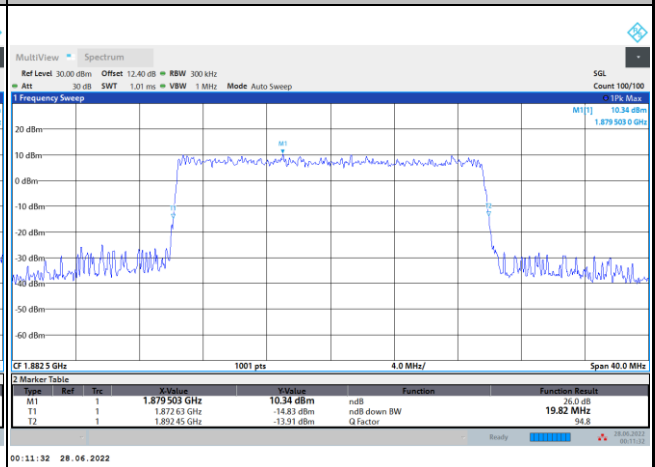 MultiView Spectrum
Ref Level 30.00 dBm Offset 12.40 dB RBW 300 kHz SGL
Att 30 dB SWT 1.01 ms VBW 1 MHz Mode Auto Sweep Count 100/100
1 Frequency Sweep 1Pk Max
M1[1] 10.34 dBm
1.879 503 0 GHz
20 dBm
M1
10 dBm
0 dBm
-10 dBm
T1 T2
-20 dBm
-30 dBm
-40 dBm
-50 dBm
-60 dBm
CF 1.882 5 GHz 1001 pts 4.0 MHz/ Span 40.0 MHz
2 Marker Table
Type Ref Trc X-Value Y-Value Function Function Result
M1 1 1.879 503 GHz 10.34 dBm ndB 26.0 dB
T1 1 1.872 63 GHz -14.83 dBm ndB down BW 19.82 MHz
T2 1 1.892 45 GHz -13.91 dBm Q Factor 94.8
Ready 28.06.2022
00:11:32
00:11:32 28.06.2022